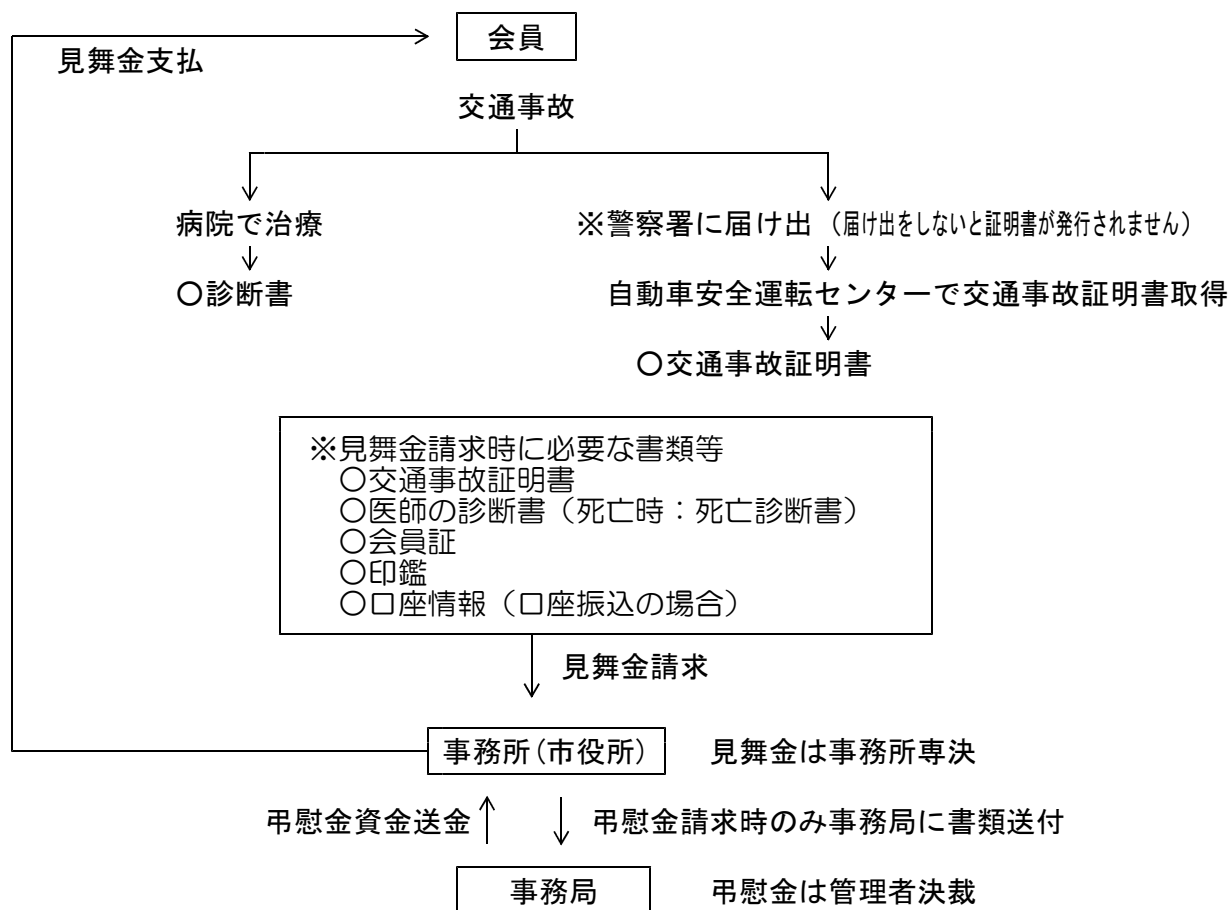 会員
見舞金支払
交通事故
病院で治療
※警察署に届け出（届け出をしないと証明書が発行されません）
〇診断書
自動車安全運転センターで交通事故証明書取得
〇交通事故証明書
※見舞金請求時に必要な書類等
〇交通事故証明書
〇医師の診断書（死亡時：死亡診断書）
〇会員証
〇印鑑
〇口座情報（口座振込の場合）
見舞金請求
事務所(市役所)
見舞金は事務所専決
弔慰金資金送金
弔慰金請求時のみ事務局に書類送付
事務局
弔慰金は管理者決裁